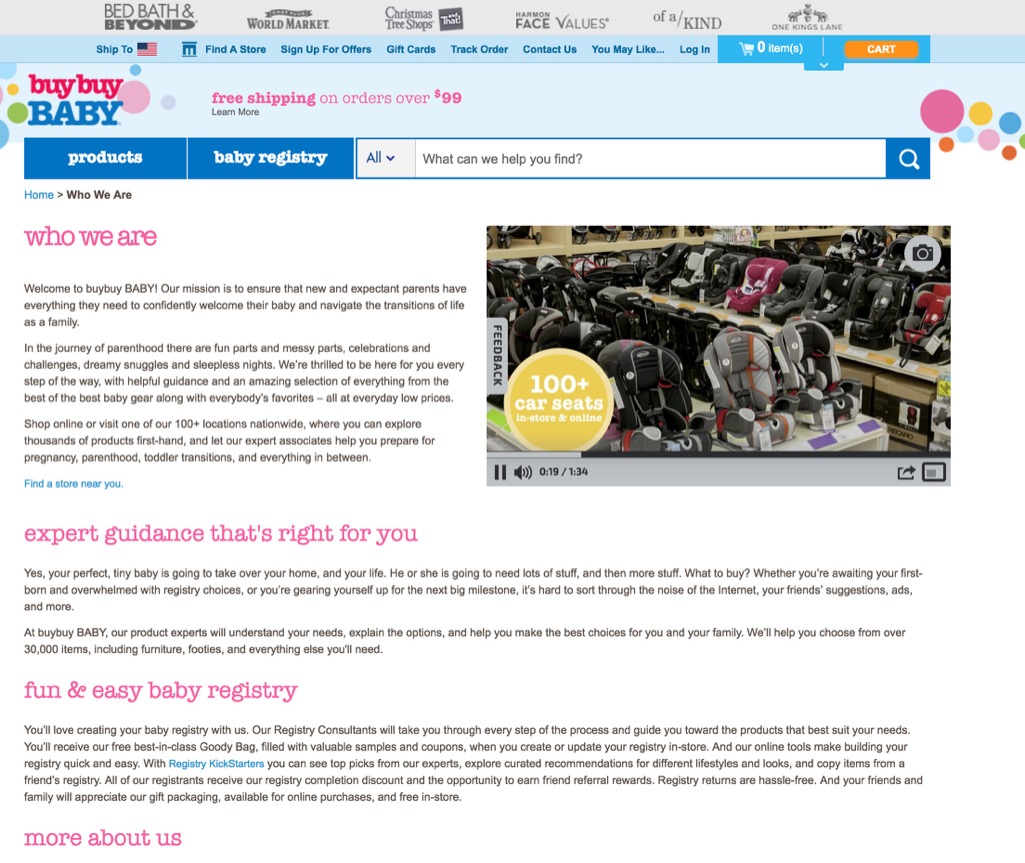 BED BATH & BEYOND
WORLD MARKET
Christmas Tree Shops andThat!
HARMON FACE VALUES
of a/KIND
ONE KINGS LANE
Ship To
Find A Store
Sign Up For Offers
Gift Cards
Track Order
Contact Us
You May Like...
Log In
0 item(s)
CART
buybuy
BABY
free shipping on orders over $99
Learn More
products
baby registry
All
What can we help you find?
Home > Who We Are
who we are
Welcome to buybuy BABY! Our mission is to ensure that new and expectant parents have
everything they need to confidently welcome their baby and navigate the transitions of life
as a family.
In the journey of parenthood there are fun parts and messy parts, celebrations and
challenges, dreamy snuggles and sleepless nights. We're thrilled to be here for you every
step of the way, with helpful guidance and an amazing selection of everything from the
best of the best baby gear along with everybody's favorites – all at everyday low prices.
Shop online or visit one of our 100+ locations nationwide, where you can explore
thousands of products first-hand, and let our expert associates help you prepare for
pregnancy, parenthood, toddler transitions, and everything in between.
Find a store near you.
FEEDBACK
100+
car seats
in-store & online
0:19 / 1:34
expert guidance that's right for you
Yes, your perfect, tiny baby is going to take over your home, and your life. He or she is going to need lots of stuff, and then more stuff. What to buy? Whether you're awaiting your first-
born and overwhelmed with registry choices, or you're gearing yourself up for the next big milestone, it's hard to sort through the noise of the Internet, your friends' suggestions, ads,
and more.
At buybuy BABY, our product experts will understand your needs, explain the options, and help you make the best choices for you and your family. We'll help you choose from over
30,000 items, including furniture, footies, and everything else you'll need.
fun & easy baby registry
You'll love creating your baby registry with us. Our Registry Consultants will take you through every step of the process and guide you toward the products that best suit your needs.
You'll receive our free best-in-class Goody Bag, filled with valuable samples and coupons, when you create or update your registry in-store. And our online tools make building your
registry quick and easy. With Registry KickStarters you can see top picks from our experts, explore curated recommendations for different lifestyles and looks, and copy items from a
friend's registry. All of our registrants receive our registry completion discount and the opportunity to earn friend referral rewards. Registry returns are hassle-free. And your friends and
family will appreciate our gift packaging, available for online purchases, and free in-store.
more about us